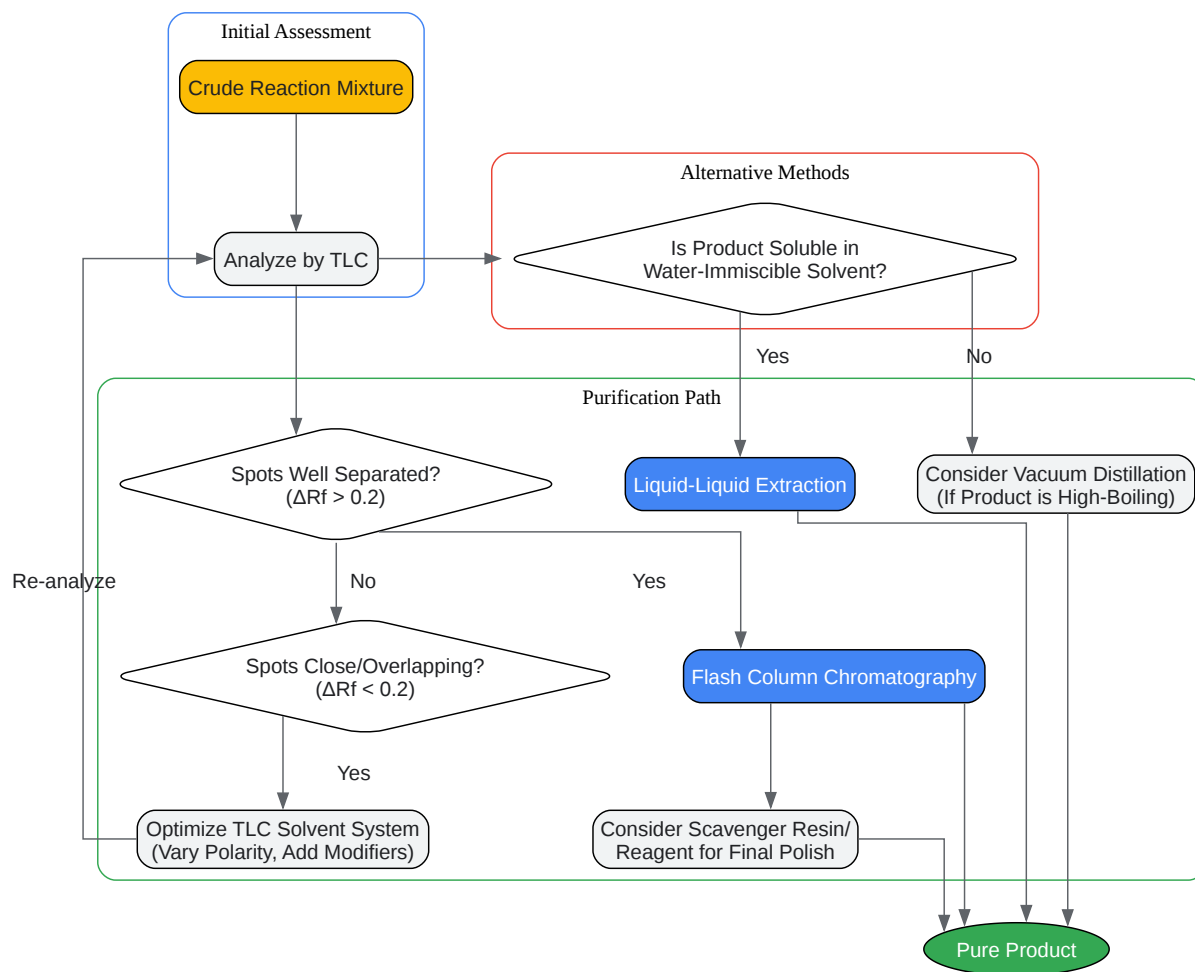 Initial Assessment
Crude Reaction Mixture
Analyze by TLC
Alternative Methods
Is Product Soluble in
Water-Immiscible Solvent?
Yes
No
Purification Path
Spots Well Separated?
(ΔRf > 0.2)
Liquid-Liquid Extraction
Consider Vacuum Distillation
(If Product is High-Boiling)
Re-analyze
No
Yes
Spots Close/Overlapping?
(ΔRf < 0.2)
Flash Column Chromatography
Yes
Optimize TLC Solvent System
(Vary Polarity, Add Modifiers)
Consider Scavenger Resin/
Reagent for Final Polish
Pure Product